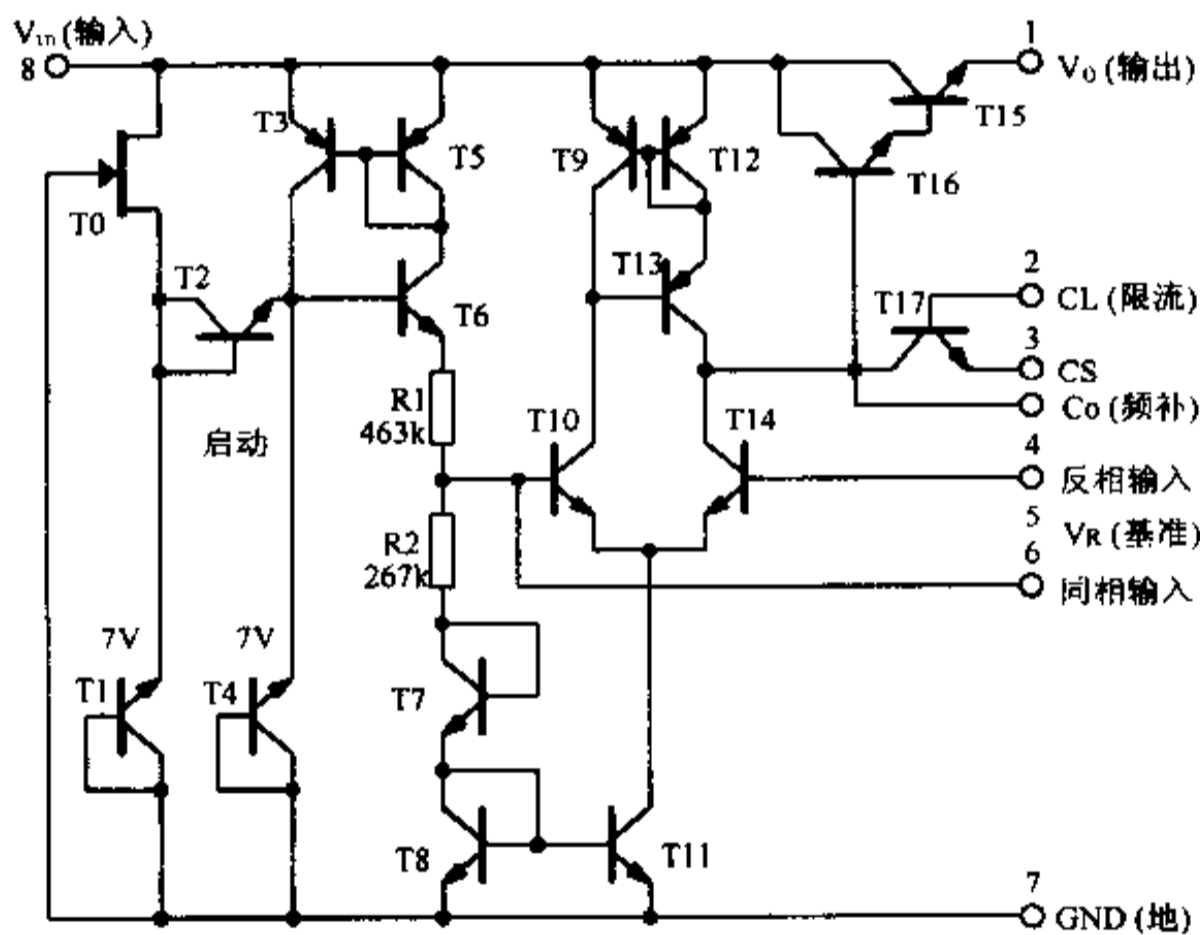 Vin (输入)
8
1
Vo (输出)
T3
T5
T9
T12
T15
T16
T0
T2
T6
T13
2
T17
CL (限流)
3
CS
R1
463k
T10
T14
Co (频补)
启动
4
反相输入
5
VR (基准)
R2
267k
6
同相输入
7V
7V
T1
T4
T7
T8
T11
7
GND (地)